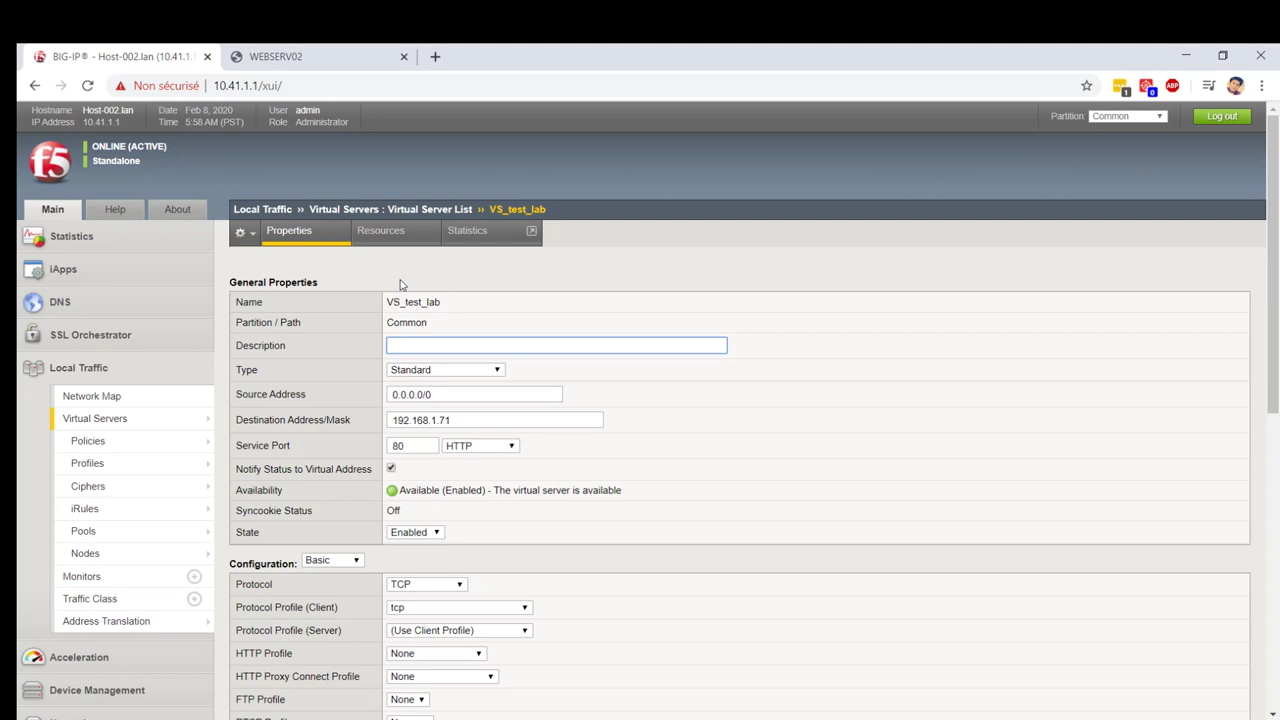 BIG-IP® - Host-002.lan (10.41.1.1
WEBSERV02
Non sécurisé | 10.41.1.1/xui/
1
0
ABP
Hostname Host-002.lan Date Feb 8, 2020 User admin
IP Address 10.41.1.1 Time 5:58 AM (PST) Role Administrator
Partition: Common
Log out
f5
ONLINE (ACTIVE)
Standalone
Main Help About
Local Traffic ›› Virtual Servers : Virtual Server List ›› VS_test_lab
Properties Resources Statistics
Statistics
iApps
DNS
SSL Orchestrator
Local Traffic
Network Map
Virtual Servers
Policies
Profiles
Ciphers
iRules
Pools
Nodes
Monitors
Traffic Class
Address Translation
Acceleration
Device Management
General Properties
Name VS_test_lab
Partition / Path Common
Description
Type Standard
Source Address 0.0.0.0/0
Destination Address/Mask 192.168.1.71
Service Port 80 HTTP
Notify Status to Virtual Address
Availability Available (Enabled) - The virtual server is available
Syncookie Status Off
State Enabled
Configuration: Basic
Protocol TCP
Protocol Profile (Client) tcp
Protocol Profile (Server) (Use Client Profile)
HTTP Profile None
HTTP Proxy Connect Profile None
FTP Profile None